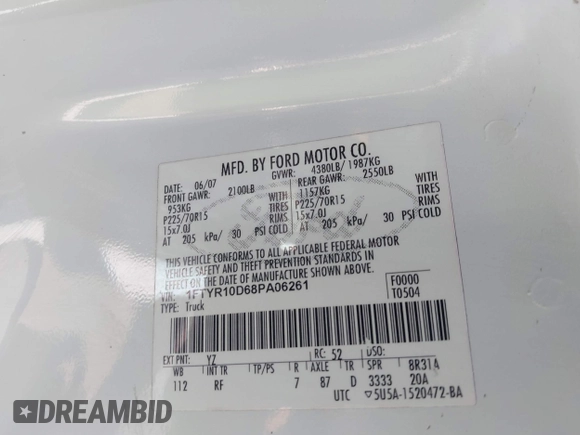 MFD. BY FORD MOTOR CO.
DATE: 06/07 GVWR: 4380LB/ 1987KG
FRONT GAWR: 2100LB REAR GAWR: 2550LB
953KG WITH 1157KG WITH
P225/70R15 TIRES P225/70R15 TIRES
15x7.0J RIMS 15x7.0J RIMS
AT 205 kPa/ 30 PSI COLD AT 205 kPa/ 30 PSI COLD
THIS VEHICLE CONFORMS TO ALL APPLICABLE FEDERAL MOTOR
VEHICLE SAFETY AND THEFT PREVENTION STANDARDS IN
EFFECT ON THE DATE OF MANUFACTURE SHOWN ABOVE.
VIN: 1FTYR10D68PA06261 F0000
TYPE: Truck T0504
EXT PNT: YZ RC: 52 DSO:
WB INT TR TP/PS R AXLE TR SPR 8R31A
112 RF 7 87 D 3333 20A
UTC ▽5U5A-1520472-BA
DREAMBID